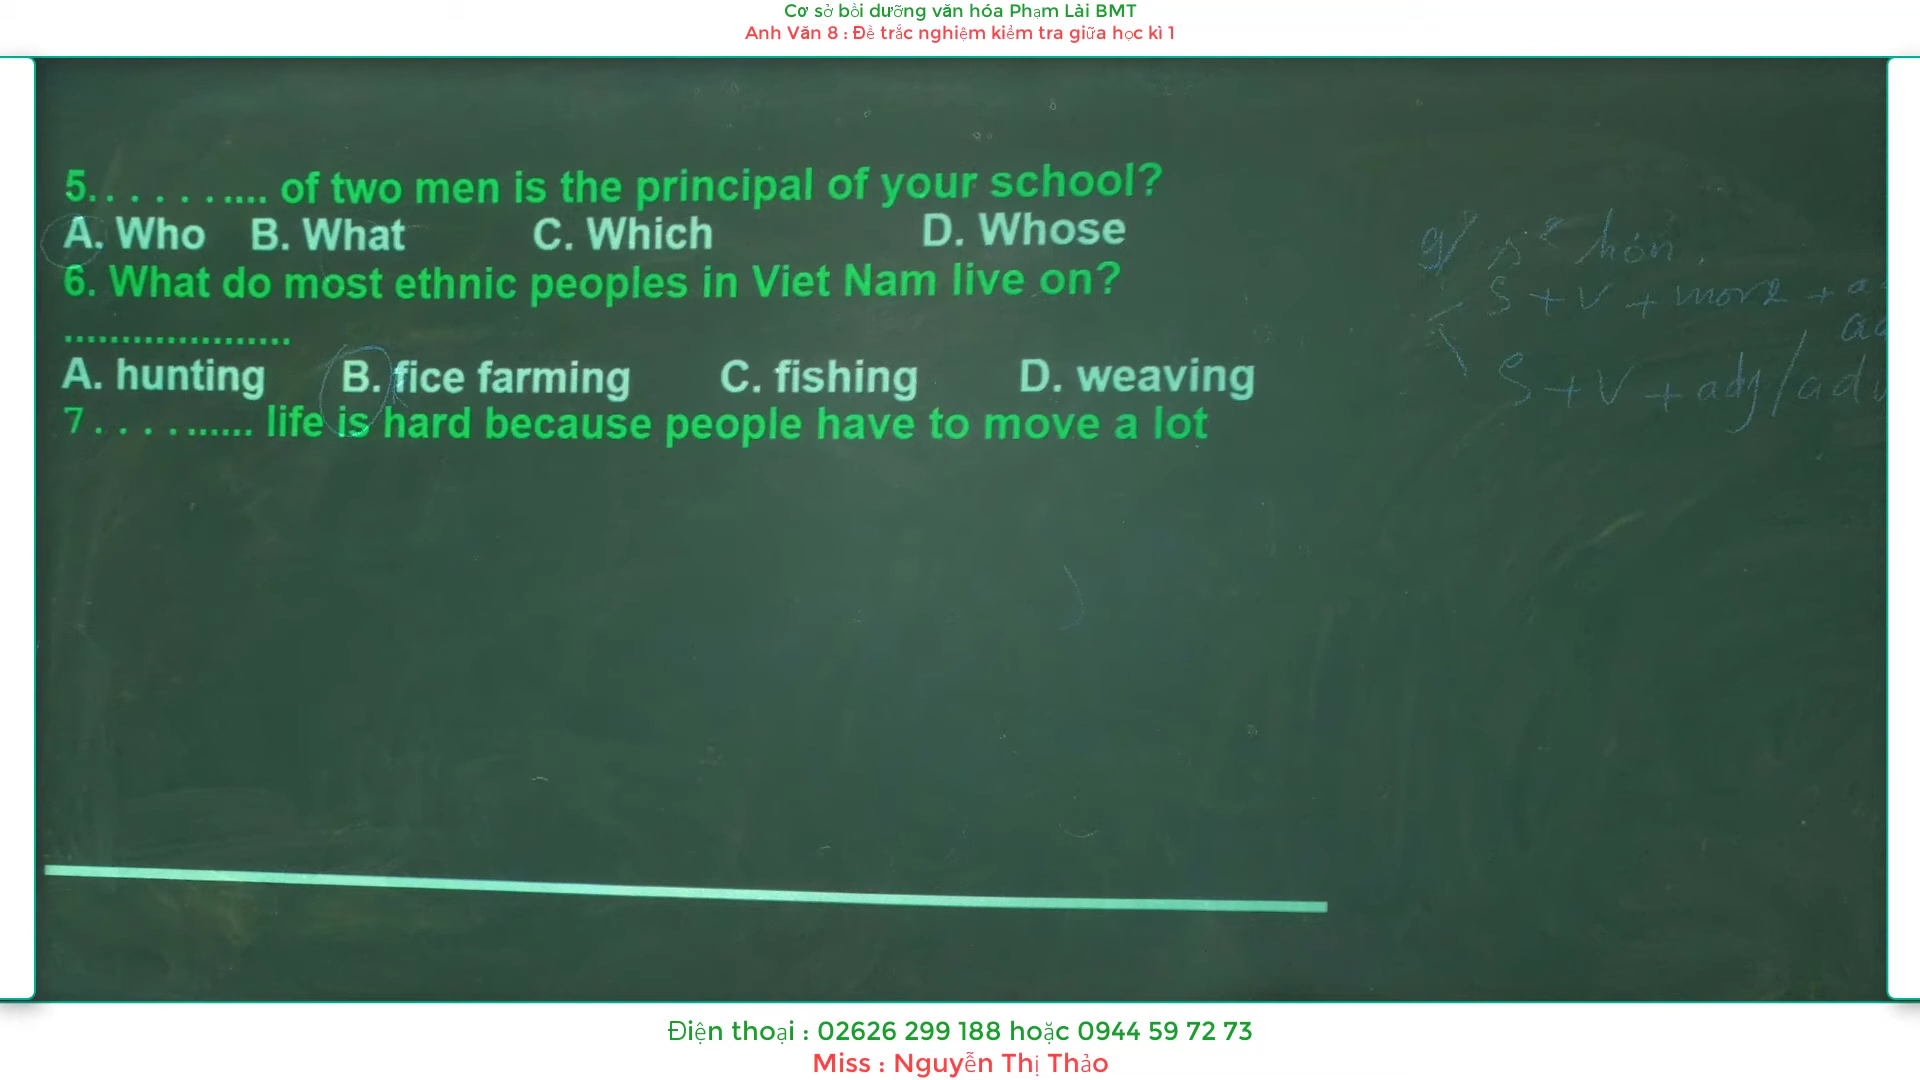 Cơ sở bồi dưỡng văn hóa Phạm Lài BMT
Anh Văn 8 : Đề trắc nghiệm kiểm tra giữa học kì 1
5. . . . . . . .... of two men is the principal of your school?
A. Who B. What C. Which D. Whose
6. What do most ethnic peoples in Viet Nam live on?
....................
A. hunting B. fice farming C. fishing D. weaving
7 . . . . ....... life is hard because people have to move a lot
hơn
S + V + more +
S + V + adj/adv
Điện thoại : 02626 299 188 hoặc 0944 59 72 73
Miss : Nguyễn Thị Thảo